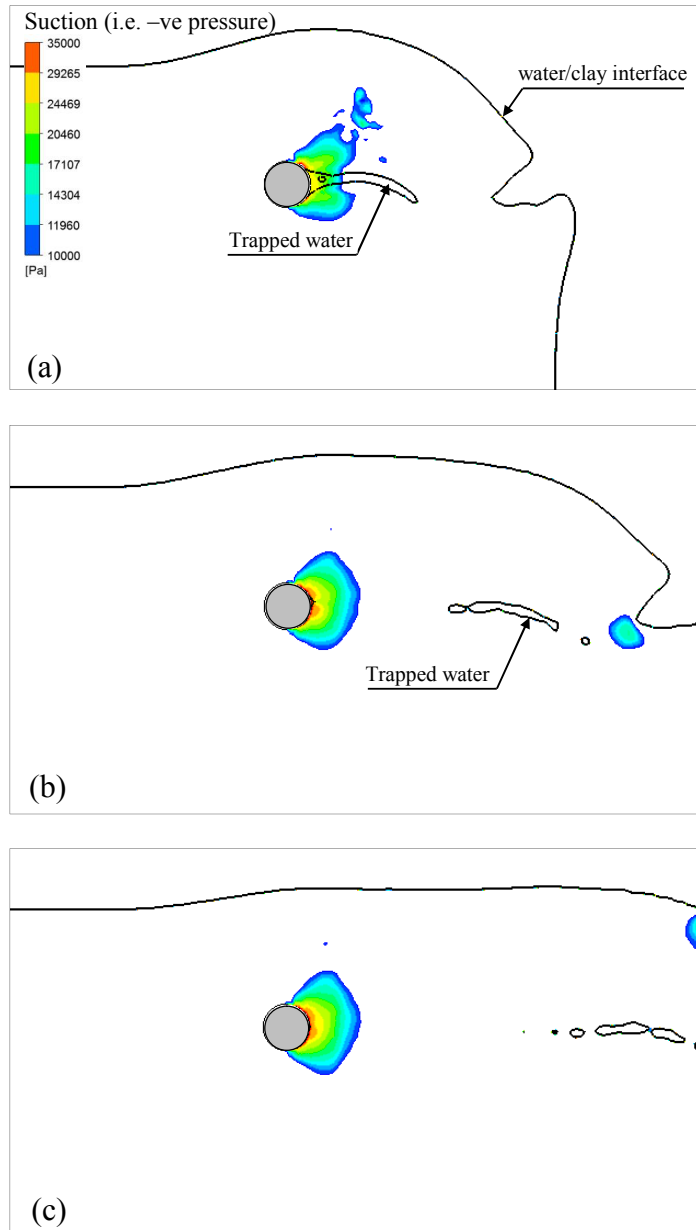 Suction (i.e. –ve pressure)
35000
29265
24469
20460
17107
14304
11960
10000
[Pa]
water/clay interface
G
Trapped water
(a)
Trapped water
(b)
(c)